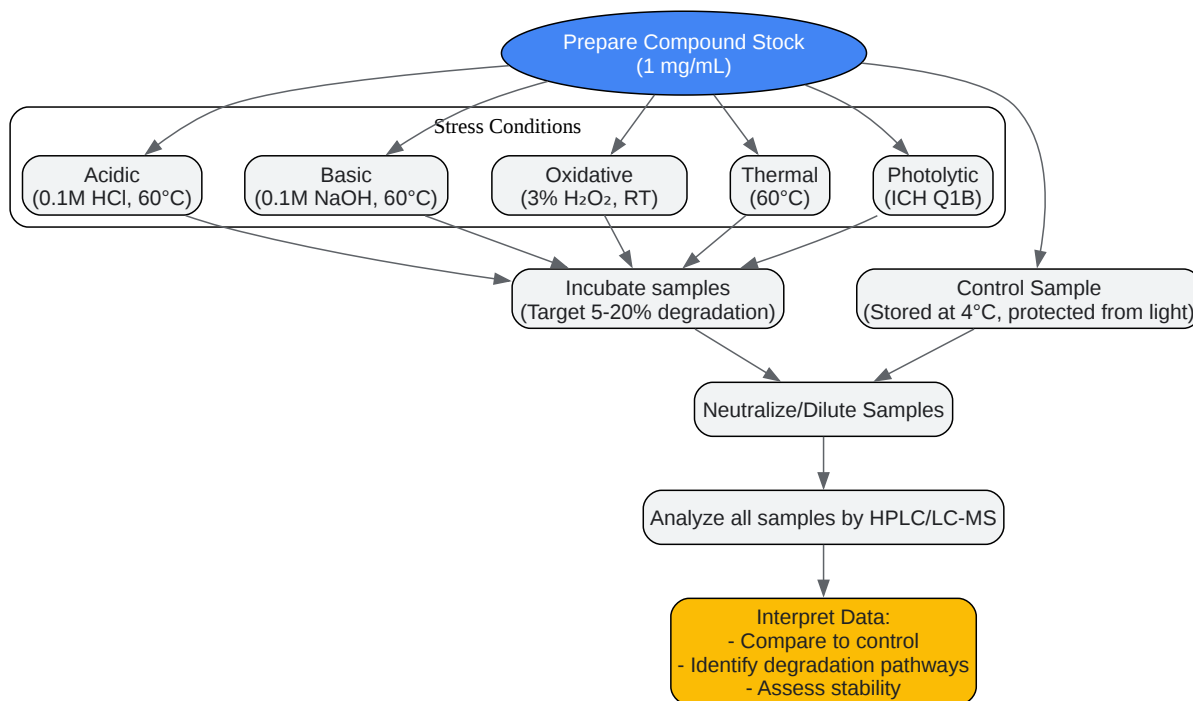 Prepare Compound Stock
(1 mg/mL)
Stress Conditions
Acidic
(0.1M HCl, 60°C)
Basic
(0.1M NaOH, 60°C)
Oxidative
(3% H₂O₂, RT)
Thermal
(60°C)
Photolytic
(ICH Q1B)
Incubate samples
(Target 5-20% degradation)
Control Sample
(Stored at 4°C, protected from light)
Neutralize/Dilute Samples
Analyze all samples by HPLC/LC-MS
Interpret Data:
- Compare to control
- Identify degradation pathways
- Assess stability